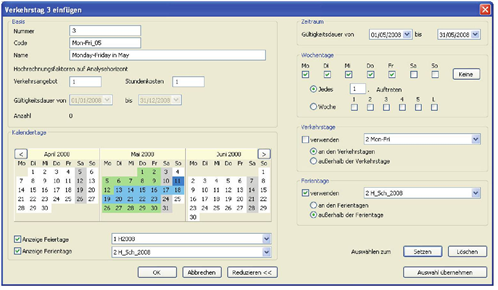 Verkehrstag 3 einfügen
Basis
Nummer 3
Code Mon-Fri_05
Name Monday-Friday in May
Hochrechnungsfaktoren auf Analysehorizont
Verkehrsangebot 1 Stundenkosten 1
Gültigkeitsdauer von 01/01/2008 bis 31/12/2008
Anzahl 0
Kalendertage
< April 2008 Mai 2008 Juni 2008 >
Mo Di Mi Do Fr Sa So Mo Di Mi Do Fr Sa So Mo Di Mi Do Fr Sa So
1 2 3 4 5 6 1 2 3 4 1
7 8 9 10 11 12 13 5 6 7 8 9 10 11 2 3 4 5 6 7 8
14 15 16 17 18 19 20 12 13 14 15 16 17 18 9 10 11 12 13 14 15
21 22 23 24 25 26 27 19 20 21 22 23 24 25 16 17 18 19 20 21 22
28 29 30 26 27 28 29 30 31 23 24 25 26 27 28 29
30
Anzeige Feiertage 1 H2008
Anzeige Ferientage 2 H_Sch_2008
OK Abbrechen Reduzieren <<
Zeitraum
Gültigkeitsdauer von 01/05/2008 bis 31/05/2008
Wochentage
Mo Di Mi Do Fr Sa So
Keine
Jedes 1 . Auftreten
1 2 3 4 5 L
Woche
Verkehrstage
verwenden 2 Mon-Fri
an den Verkehrstagen
außerhalb der Verkehrstage
Ferientage
verwenden 2 H_Sch_2008
an den Ferientagen
außerhalb der Ferientage
Auswählen zum Setzen Löschen
Auswahl übernehmen